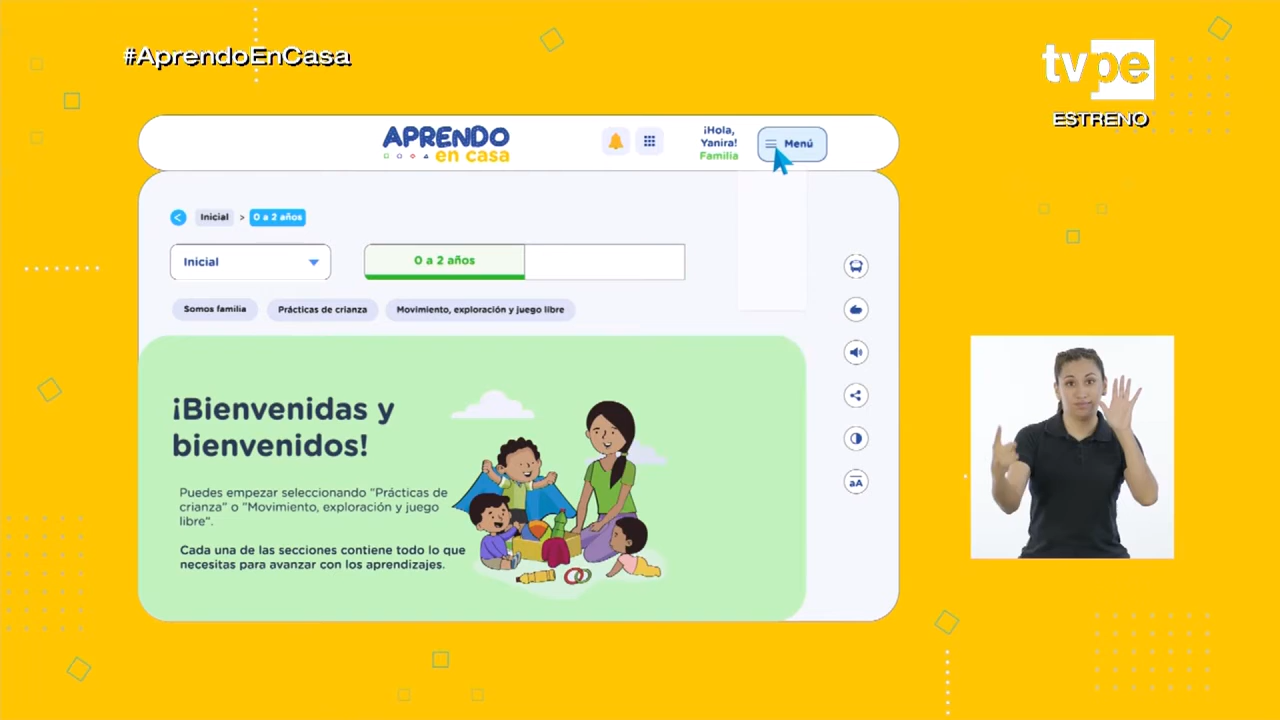 #AprendoEnCasa
tvpe
ESTRENO
APRENDO
en casa
¡Hola,
Yanira!
Familia
Menú
Inicial > 0 a 2 años
Inicial
0 a 2 años
Somos familia
Prácticas de crianza
Movimiento, exploración y juego libre
¡Bienvenidas y
bienvenidos!
Puedes empezar seleccionando "Prácticas de
crianza" o "Movimiento, exploración y juego
libre".
Cada una de las secciones contiene todo lo que
necesitas para avanzar con los aprendizajes.
aA